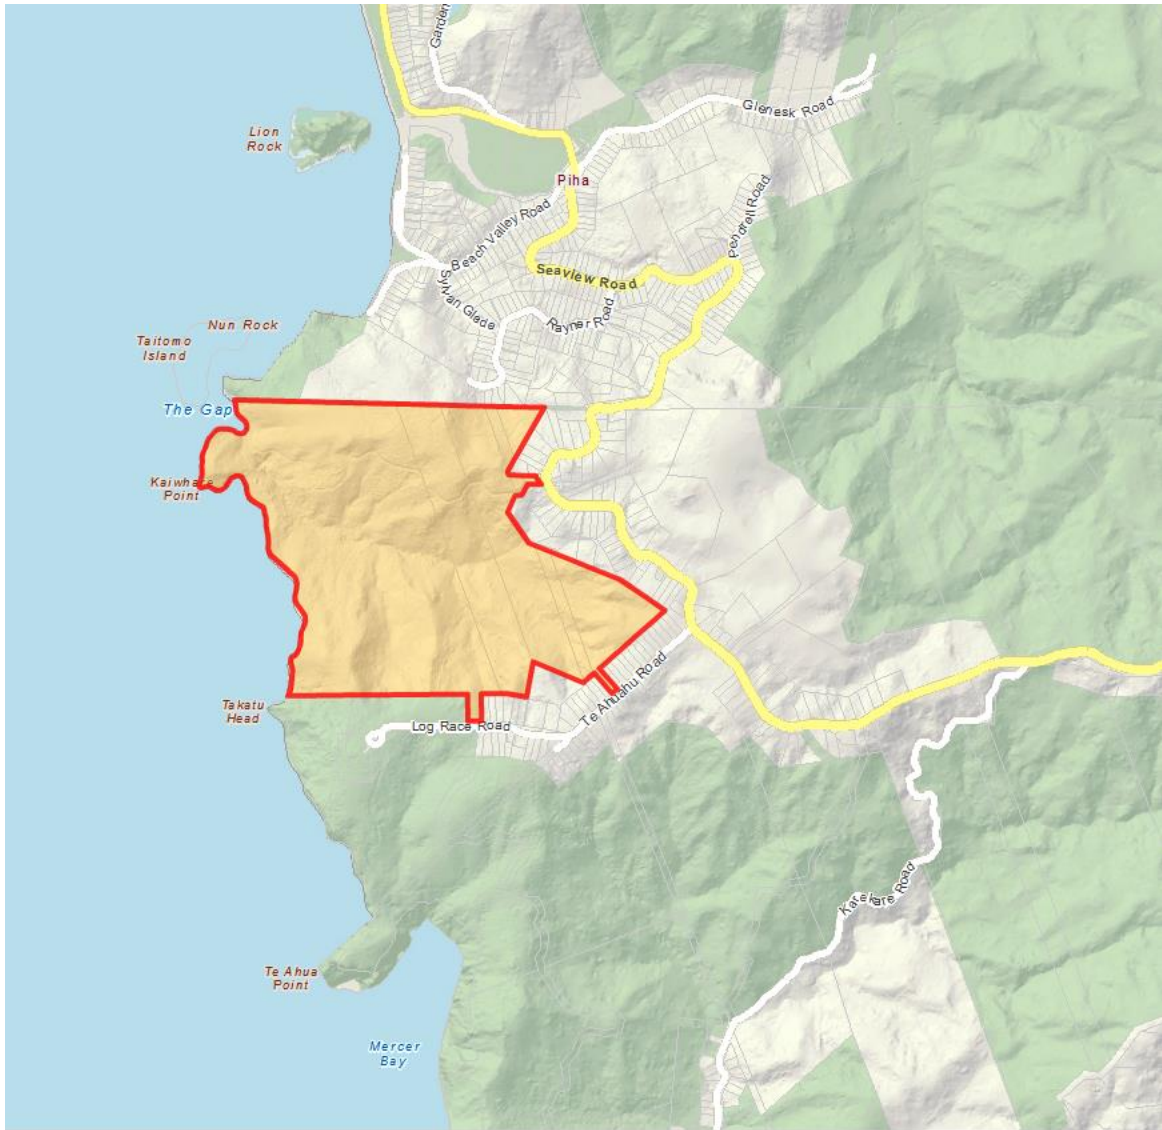 Garden
Glenesk Road
Lion
Rock
Piha
Pendrell Road
Beach Valley Road
Seaview Road
Sylvan Glade
Rayner Road
Nun Rock
Taitomo
Island
The Gap
Kaiwhare
Point
Te Ahuahu Road
Takatu
Head
Log Race Road
Karekare Road
Te Ahua
Point
Mercer
Bay